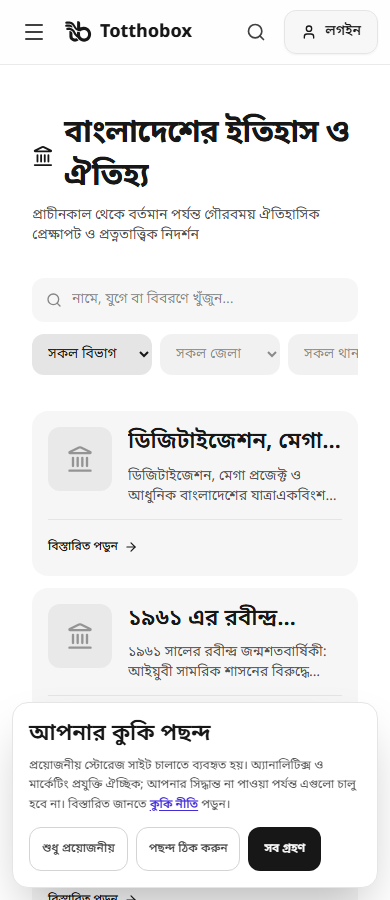 Totthobox
লগইন
বাংলাদেশের ইতিহাস ও
ঐতিহ্য
প্রাচীনকাল থেকে বর্তমান পর্যন্ত গৌরবময় ঐতিহাসিক
প্রেক্ষাপট ও প্রত্নতাত্ত্বিক নিদর্শন
নামে, যুগে বা বিবরণে খুঁজুন...
সকল বিভাগ সকল জেলা সকল থান
ডিজিটাইজেশন, মেগা...
ডিজিটাইজেশন, মেগা প্রজেক্ট ও
আধুনিক বাংলাদেশের যাত্রাএকবিংশ...
বিস্তারিত পড়ুন
১৯৬১ এর রবীন্দ্র...
১৯৬১ সালের রবীন্দ্র জন্মশতবার্ষিকী:
আইয়ুবী সামরিক শাসনের বিরুদ্ধে...
আপনার কুকি পছন্দ
প্রয়োজনীয় স্টোরেজ সাইট চালাতে ব্যবহৃত হয়। অ্যানালিটিক্স ও
মার্কেটিং প্রযুক্তি ঐচ্ছিক; আপনার সিদ্ধান্ত না পাওয়া পর্যন্ত এগুলো চালু
হবে না। বিস্তারিত জানতে কুকি নীতি পড়ুন।
শুধু প্রয়োজনীয় পছন্দ ঠিক করুন সব গ্রহণ
বিস্তারিত পড়ুন